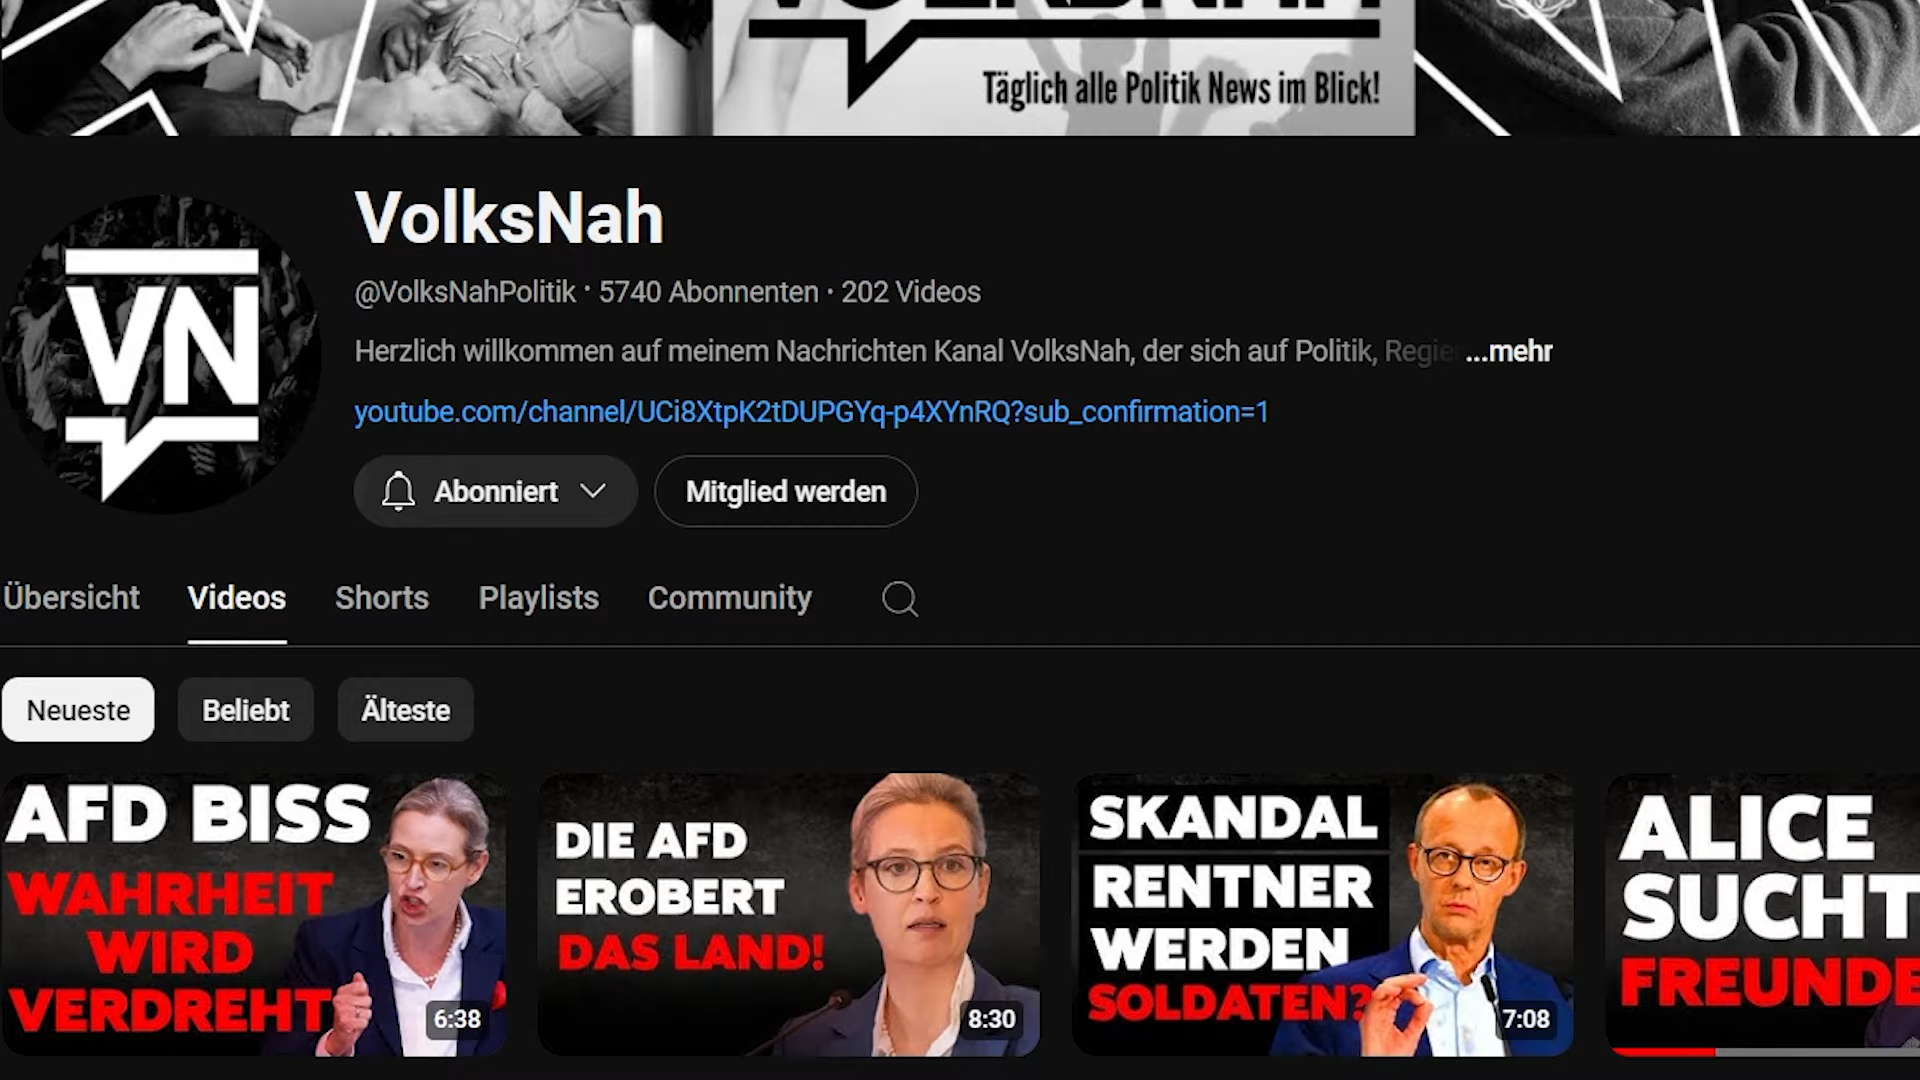 Täglich alle Politik News im Blick!
VN
VolksNah
@VolksNahPolitik · 5740 Abonnenten · 202 Videos
Herzlich willkommen auf meinem Nachrichten Kanal VolksNah, der sich auf Politik, Regie ...mehr
youtube.com/channel/UCi8XtpK2tDUPGYq-p4XYnRQ?sub_confirmation=1
Abonniert
Mitglied werden
Übersicht Videos Shorts Playlists Community
Neueste Beliebt Älteste
AFD BISS
WAHRHEIT
WIRD
VERDREHT
6:38
DIE AFD
EROBERT
DAS LAND!
8:30
SKANDAL
RENTNER
WERDEN
SOLDATEN?
7:08
ALICE
SUCHT
FREUNDE